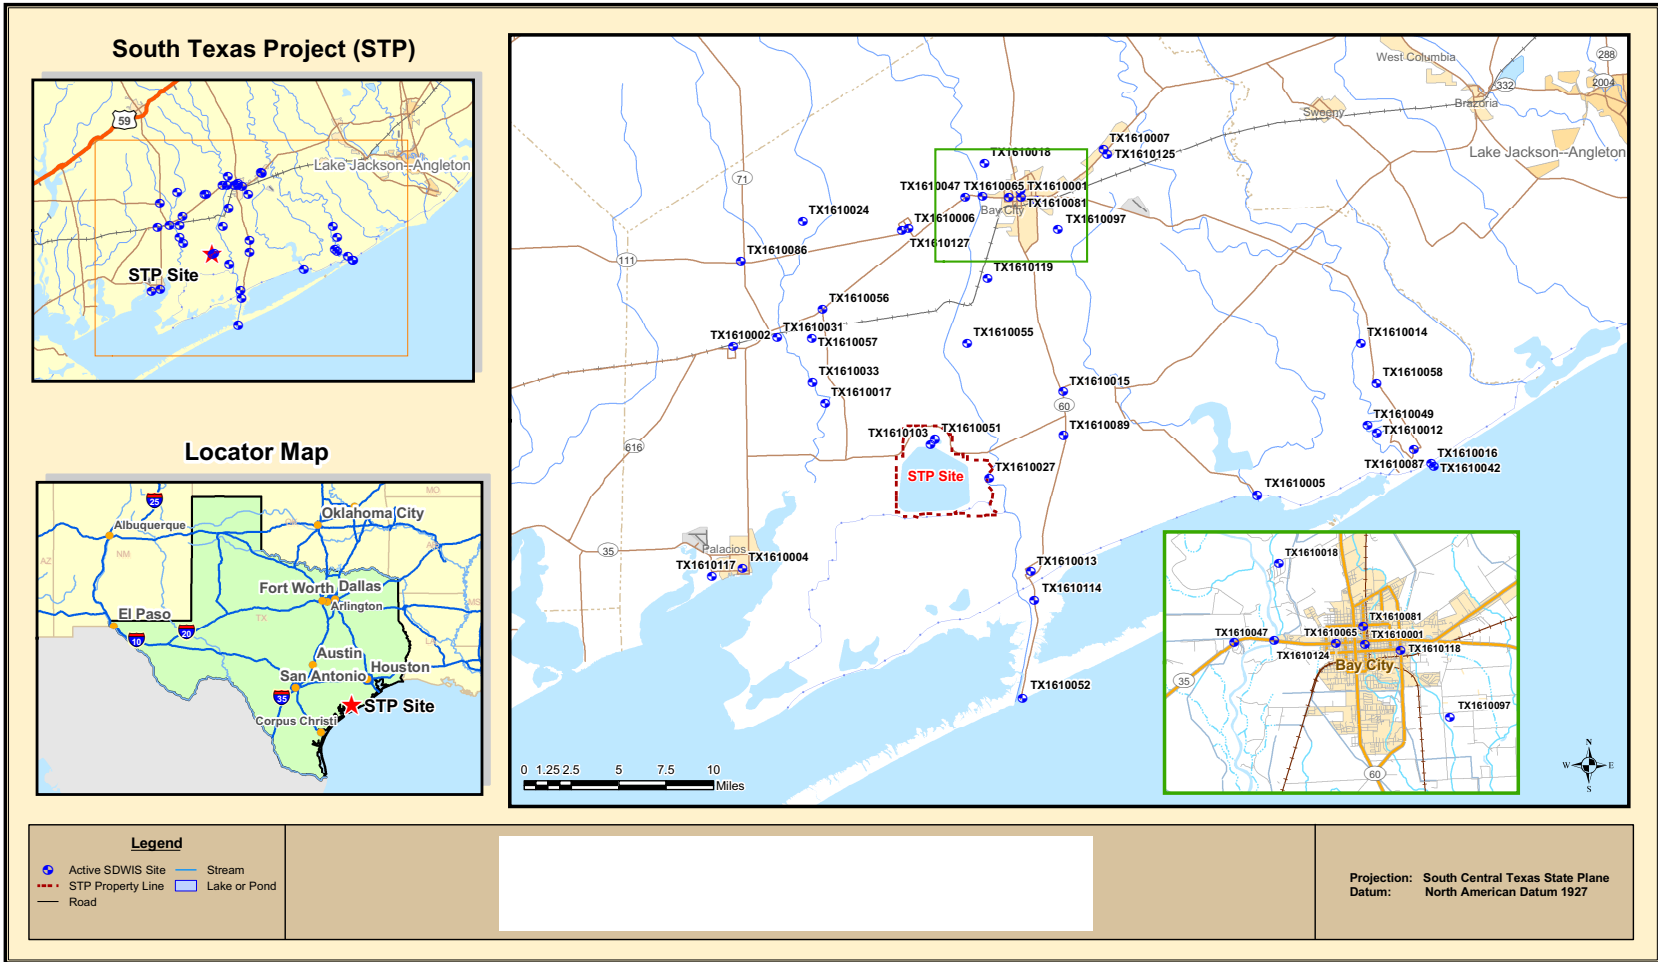 South Texas Project (STP)
59
Lake Jackson--Angleton
STP Site
Locator Map
25
MO
Oklahoma City
Albuquerque
OK
AR
AZ
NM
Fort Worth
Dallas
MS
Arlington
El Paso
TX
20
10
Austin
Houston
San Antonio
35
STP Site
Corpus Christi
288
West Columbia
332
2004
Brazoria
Sweeny
TX1610007
TX1610125
Lake Jackson--Angleton
TX1610018
71
TX1610047
TX1610065
TX1610001
TX1610081
Bay City
TX1610024
TX1610006
TX1610097
TX1610127
TX1610086
111
TX1610119
TX1610056
TX1610031
TX1610002
TX1610057
TX1610055
TX1610014
TX1610033
TX1610058
TX1610015
TX1610017
60
TX1610049
TX1610089
TX1610051
TX1610103
TX1610012
616
TX1610016
TX1610087
TX1610042
TX1610027
STP Site
TX1610005
35
Palacios
TX1610004
TX1610117
TX1610013
TX1610114
TX1610052
0 1.25 2.5 5 7.5 10
Miles
TX1610018
TX1610081
TX1610047
TX1610065
TX1610001
TX1610124
TX1610118
Bay City
35
TX1610097
60
N
W
E
S
Legend
Active SDWIS Site
Stream
STP Property Line
Lake or Pond
Road
Projection: South Central Texas State Plane
Datum: North American Datum 1927